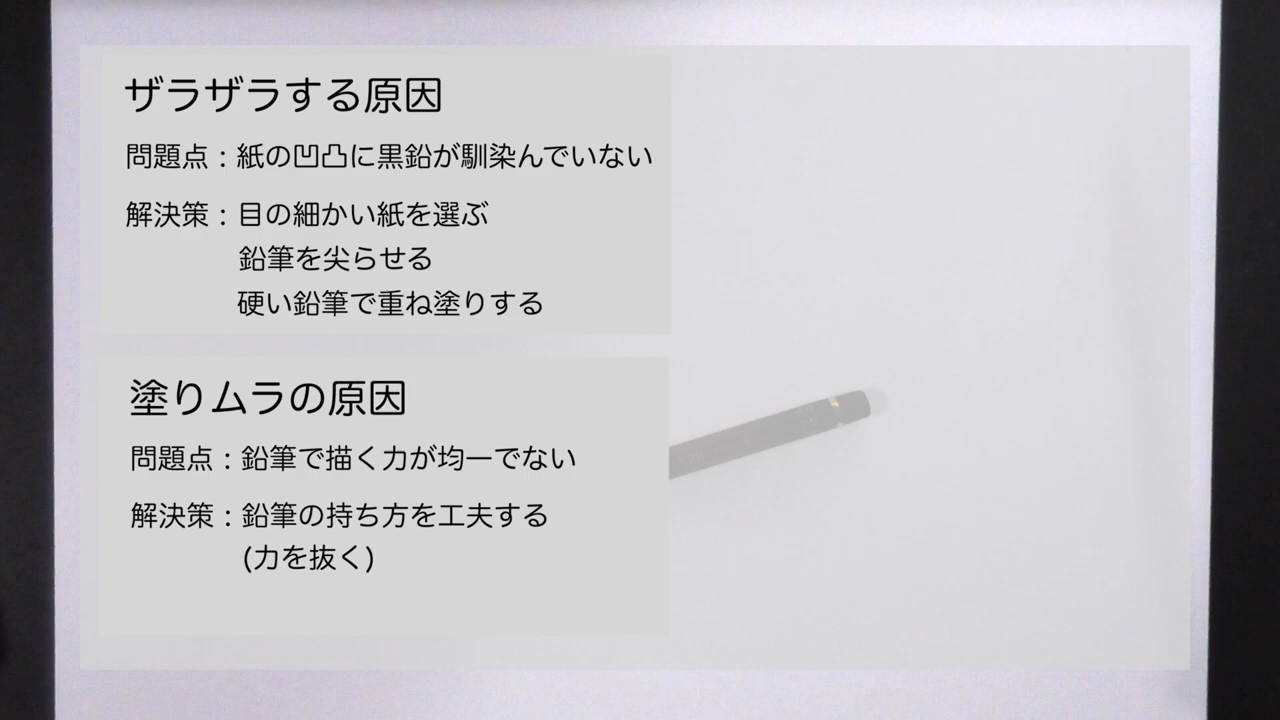 ザラザラする原因
問題点：紙の凹凸に黒鉛が馴染んでいない
解決策：目の細かい紙を選ぶ
鉛筆を尖らせる
硬い鉛筆で重ね塗りする
塗りムラの原因
問題点：鉛筆で描く力が均一でない
解決策：鉛筆の持ち方を工夫する
(力を抜く)